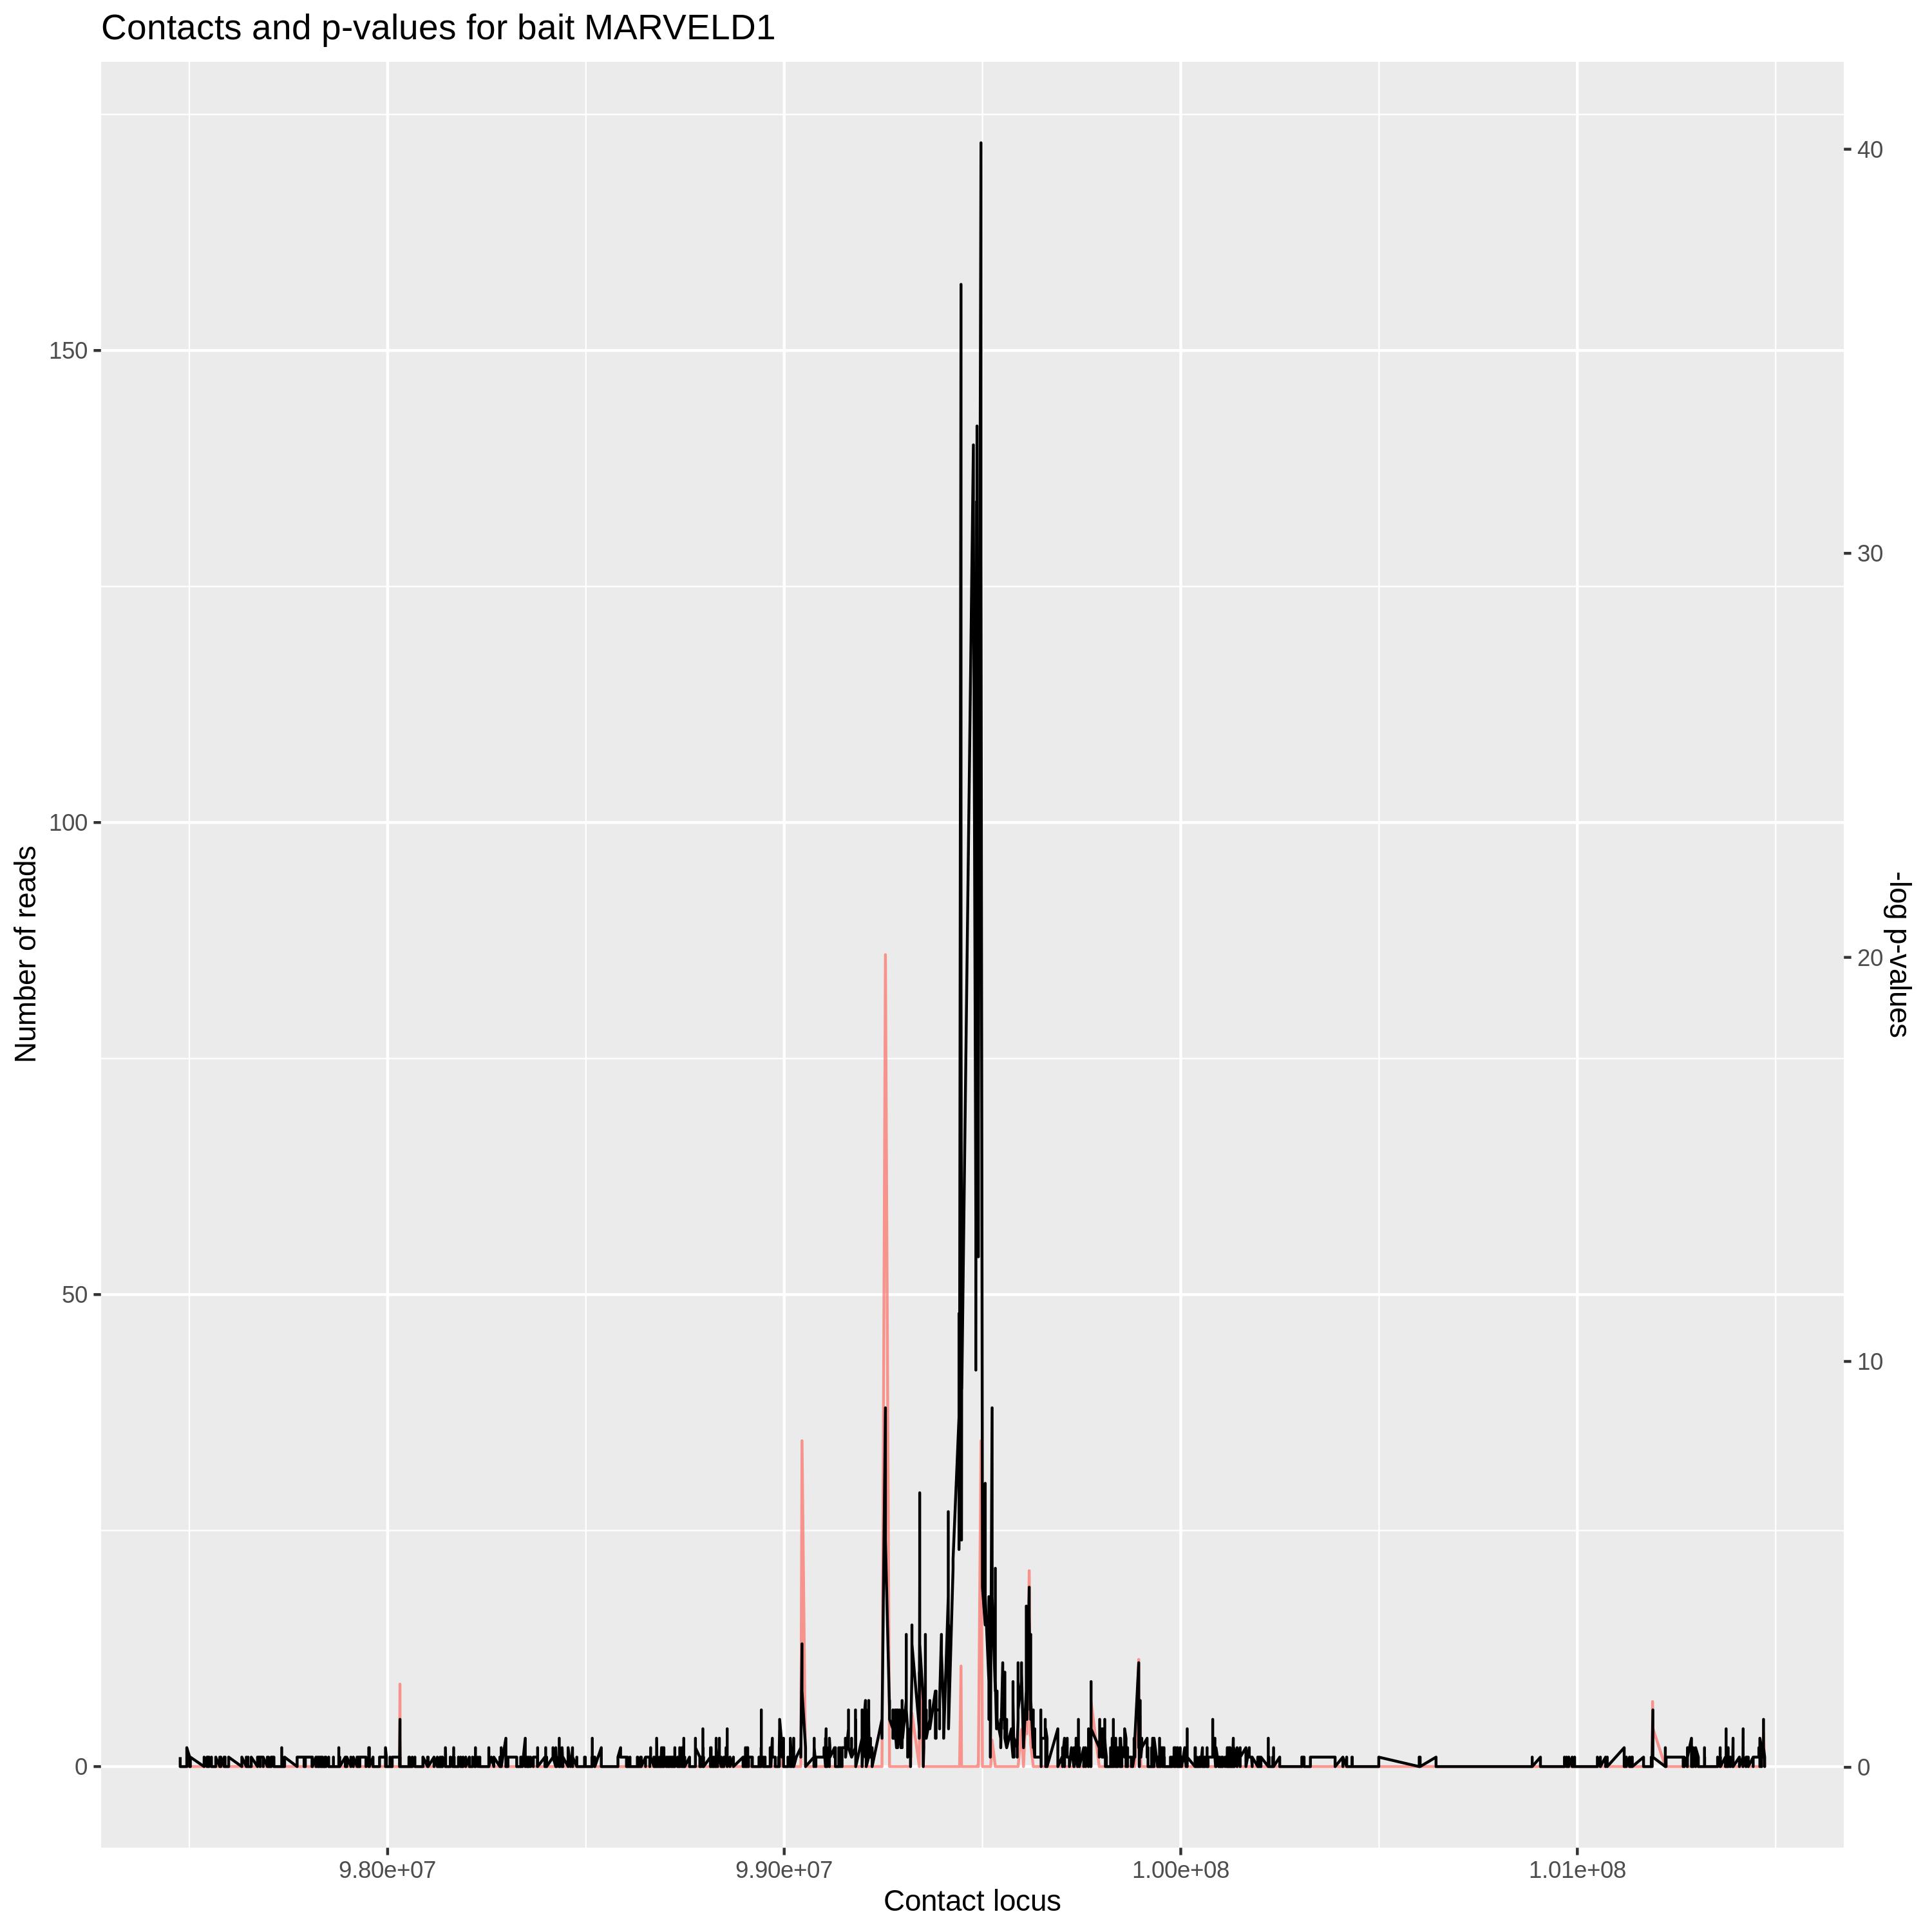 Contacts and p-values for bait MARVELD1
40
150
30
100
Number of reads
-log p-values
20
50
10
0
0
9.80e+07
9.90e+07
1.00e+08
1.01e+08
Contact locus